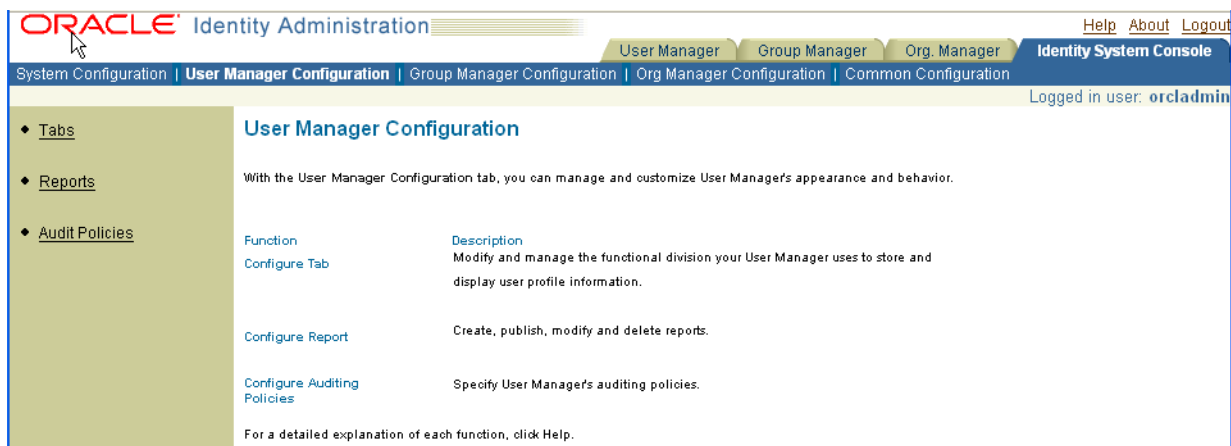 ORACLE Identity Administration
Help About Logout
User Manager Group Manager Org. Manager Identity System Console
System Configuration | User Manager Configuration | Group Manager Configuration | Org Manager Configuration | Common Configuration
Logged in user: orcladmin
Tabs
Reports
Audit Policies
User Manager Configuration
With the User Manager Configuration tab, you can manage and customize User Manager's appearance and behavior.
Function Description
Configure Tab Modify and manage the functional division your User Manager uses to store and
display user profile information.
Configure Report Create, publish, modify and delete reports.
Configure Auditing Specify User Manager's auditing policies.
Policies
For a detailed explanation of each function, click Help.